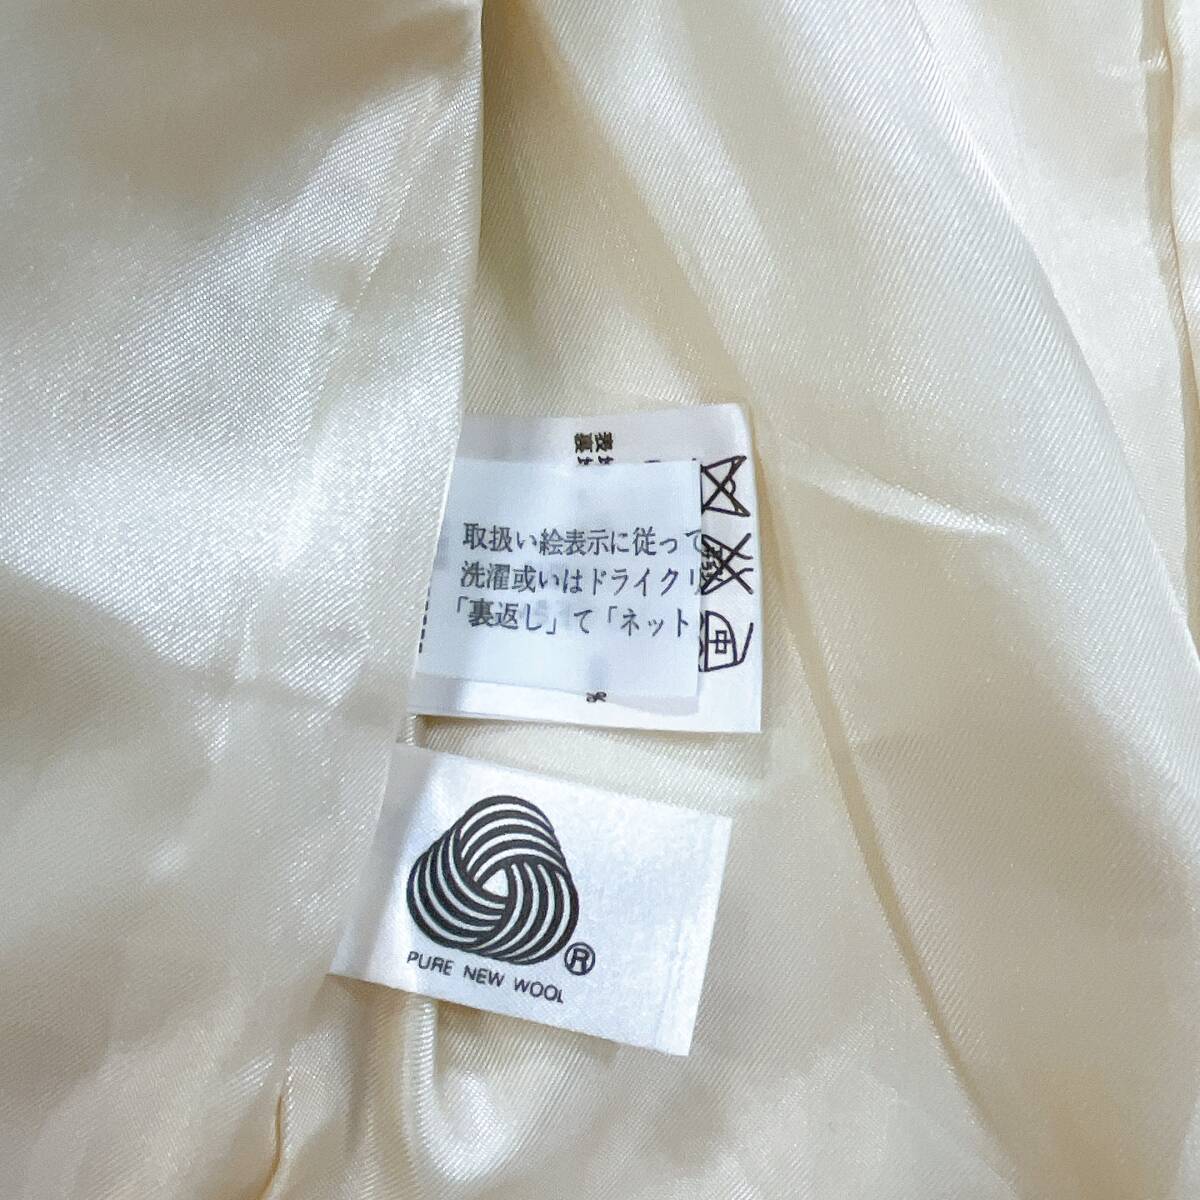 取扱い絵表示に従って
洗濯或いはドライクリ
「裏返し」て「ネット
中
PURE NEW WOOL
®